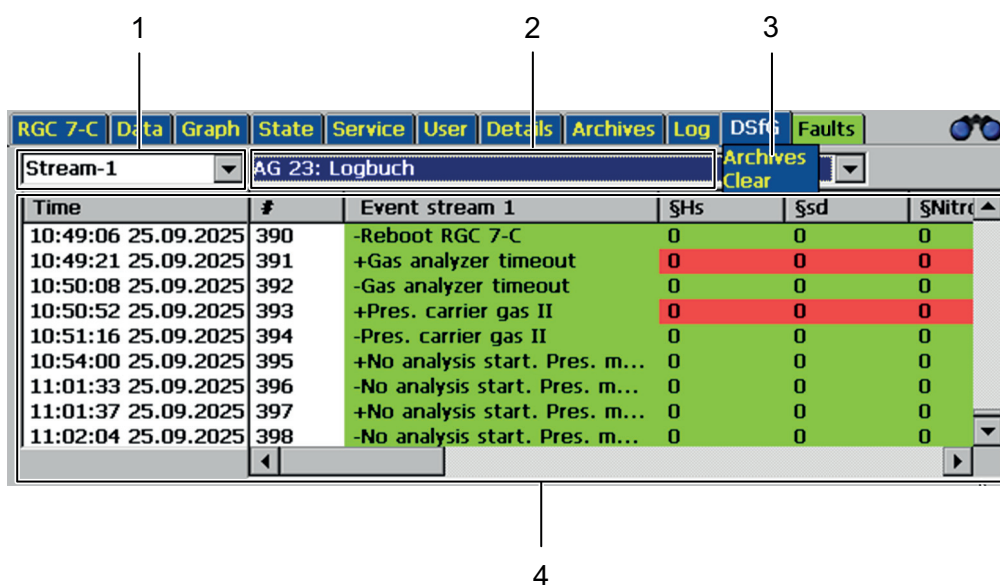 1 2 3
RGC 7-C Data Graph State Service User Details Archives Log DSfG Faults
Stream-1 AG 23: Logbuch Archives
Clear
Time # Event stream 1 §Hs §sd §Nitro
10:49:06 25.09.2025 390 -Reboot RGC 7-C 0 0 0
10:49:21 25.09.2025 391 +Gas analyzer timeout 0 0 0
10:50:08 25.09.2025 392 -Gas analyzer timeout 0 0 0
10:50:52 25.09.2025 393 +Pres. carrier gas II 0 0 0
10:51:16 25.09.2025 394 -Pres. carrier gas II 0 0 0
10:54:00 25.09.2025 395 +No analysis start. Pres. m... 0 0 0
11:01:33 25.09.2025 396 -No analysis start. Pres. m... 0 0 0
11:01:37 25.09.2025 397 +No analysis start. Pres. m... 0 0 0
11:02:04 25.09.2025 398 -No analysis start. Pres. m... 0 0 0
4